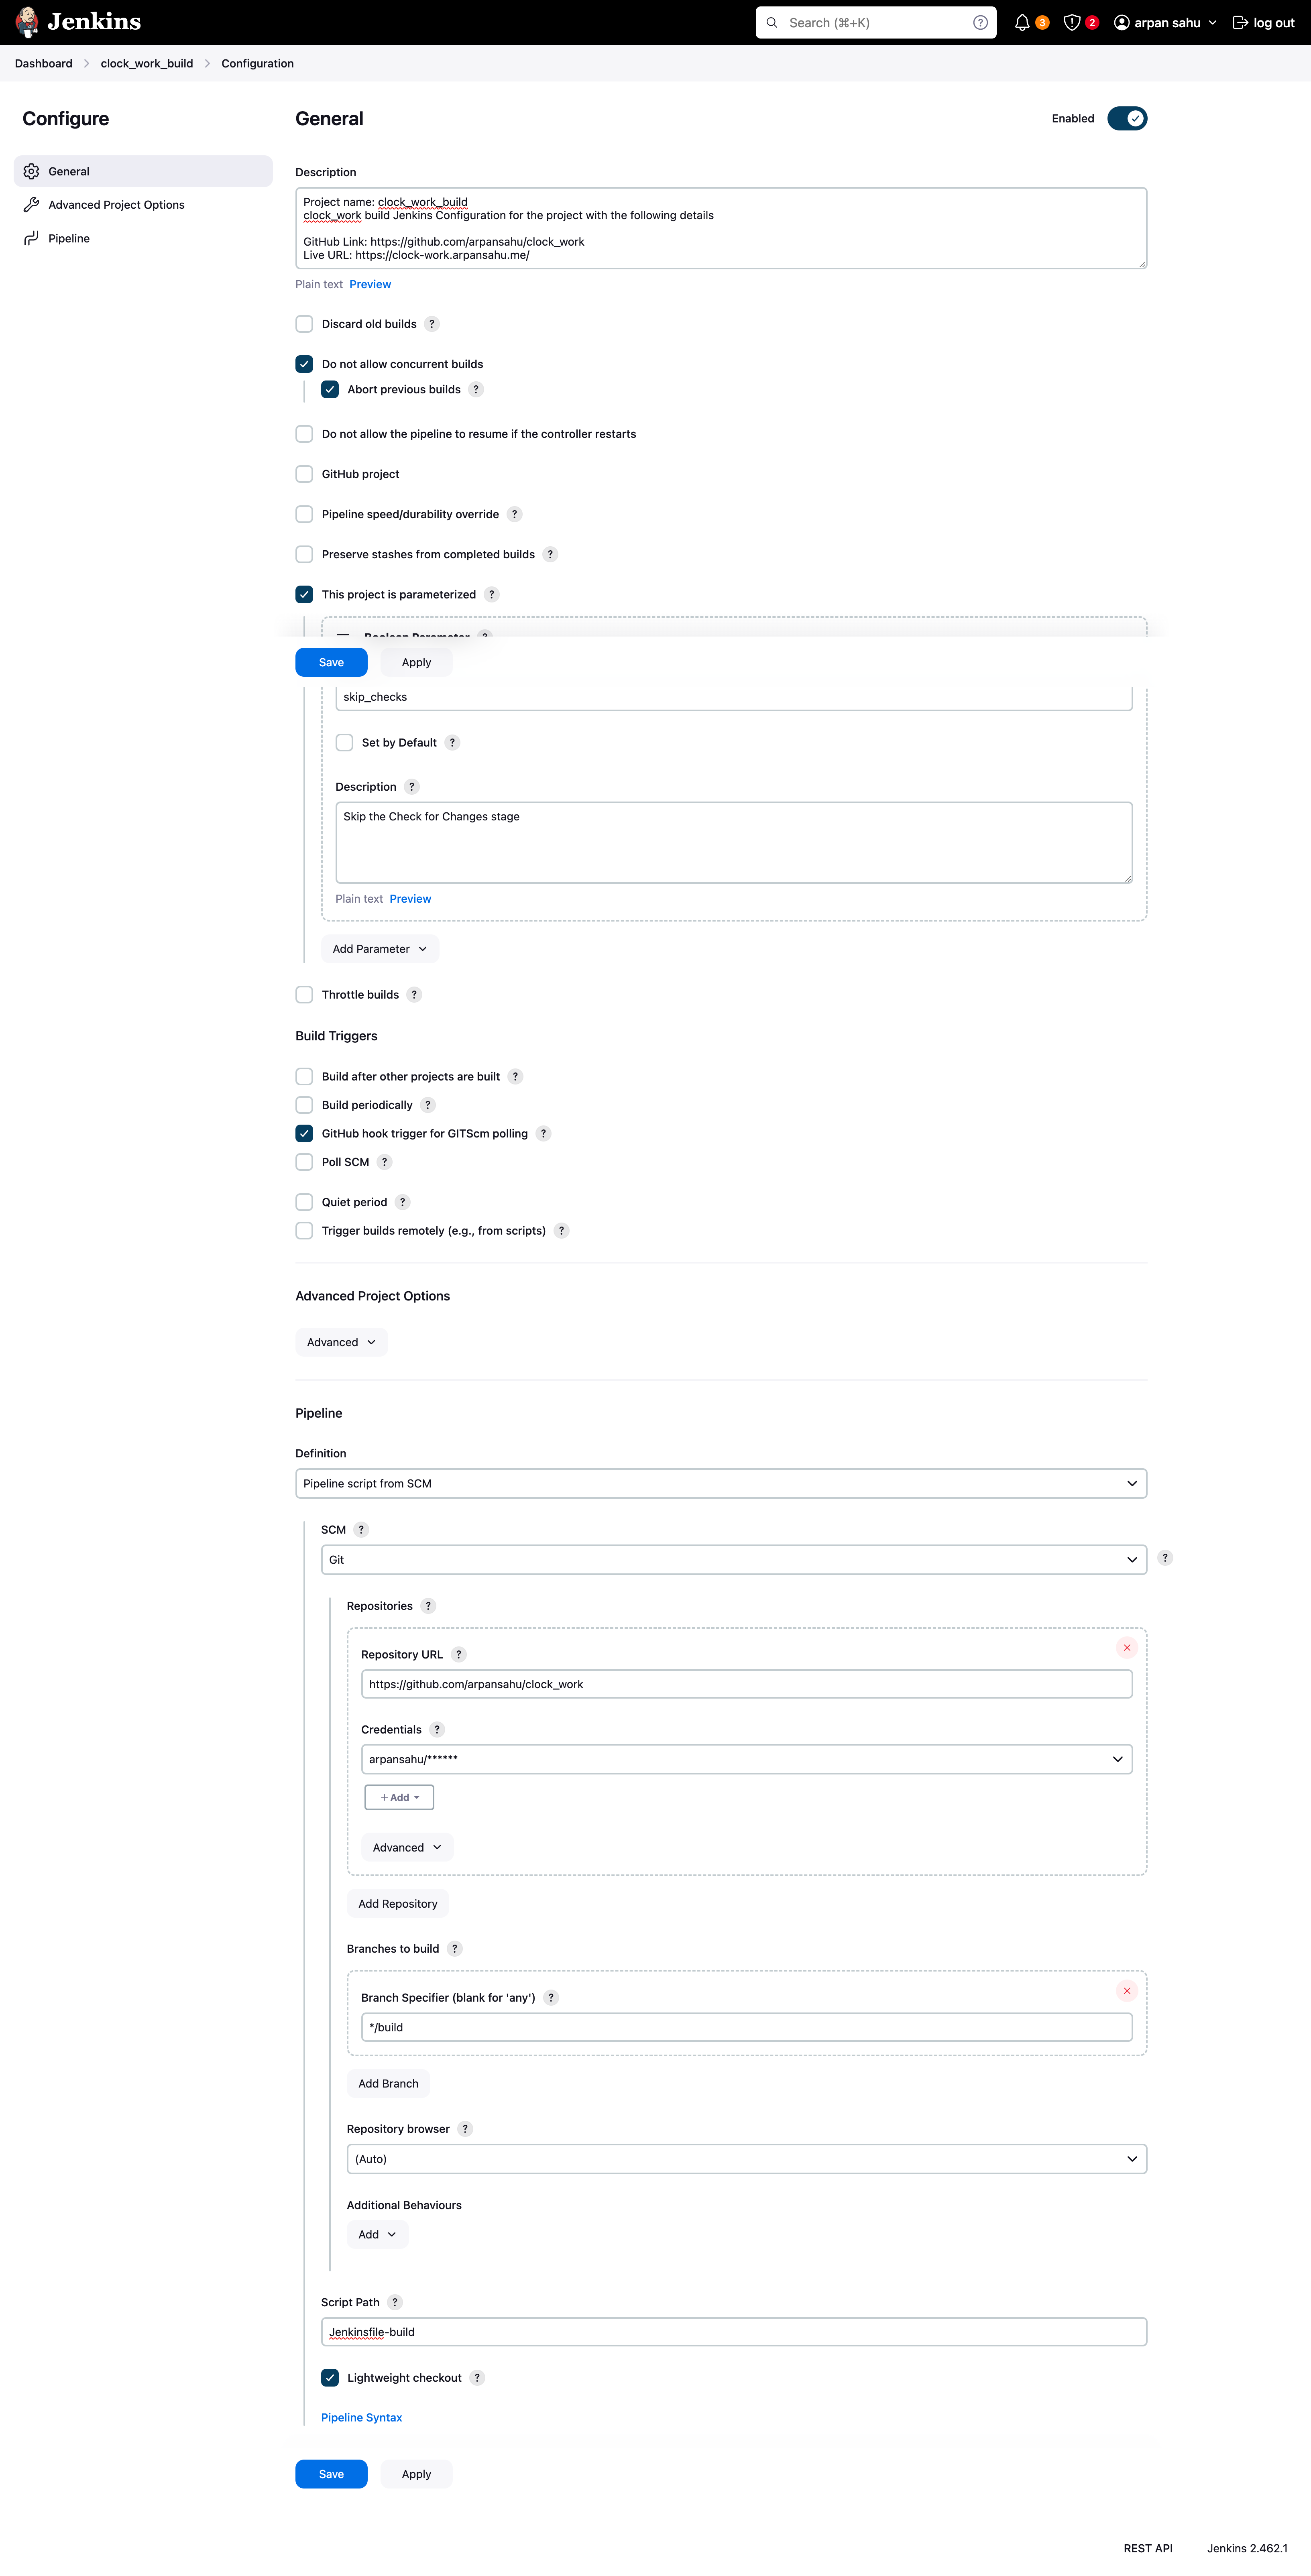 Jenkins
Search (⌘+K) ?
3 2 arpan sahu log out
Dashboard > clock_work_build > Configuration
Configure
General
Advanced Project Options
Pipeline
General
Enabled
Description
Project name: clock_work_build
clock_work build Jenkins Configuration for the project with the following details
GitHub Link: https://github.com/arpansahu/clock_work
Live URL: https://clock-work.arpansahu.me/
Plain text Preview
Discard old builds ?
Do not allow concurrent builds
Abort previous builds ?
Do not allow the pipeline to resume if the controller restarts
GitHub project
Pipeline speed/durability override ?
Preserve stashes from completed builds ?
This project is parameterized ?
Boolean Parameter ?
Save Apply
skip_checks
Set by Default ?
Description ?
Skip the Check for Changes stage
Plain text Preview
Add Parameter
Throttle builds ?
Build Triggers
Build after other projects are built ?
Build periodically ?
GitHub hook trigger for GITScm polling ?
Poll SCM ?
Quiet period ?
Trigger builds remotely (e.g., from scripts) ?
Advanced Project Options
Advanced
Pipeline
Definition
Pipeline script from SCM
SCM ?
Git
?
Repositories ?
Repository URL ?
https://github.com/arpansahu/clock_work
Credentials ?
arpansahu/******
+ Add
Advanced
Add Repository
Branches to build ?
Branch Specifier (blank for 'any') ?
*/build
Add Branch
Repository browser ?
(Auto)
Additional Behaviours
Add
Script Path ?
Jenkinsfile-build
Lightweight checkout ?
Pipeline Syntax
Save Apply
REST API Jenkins 2.462.1